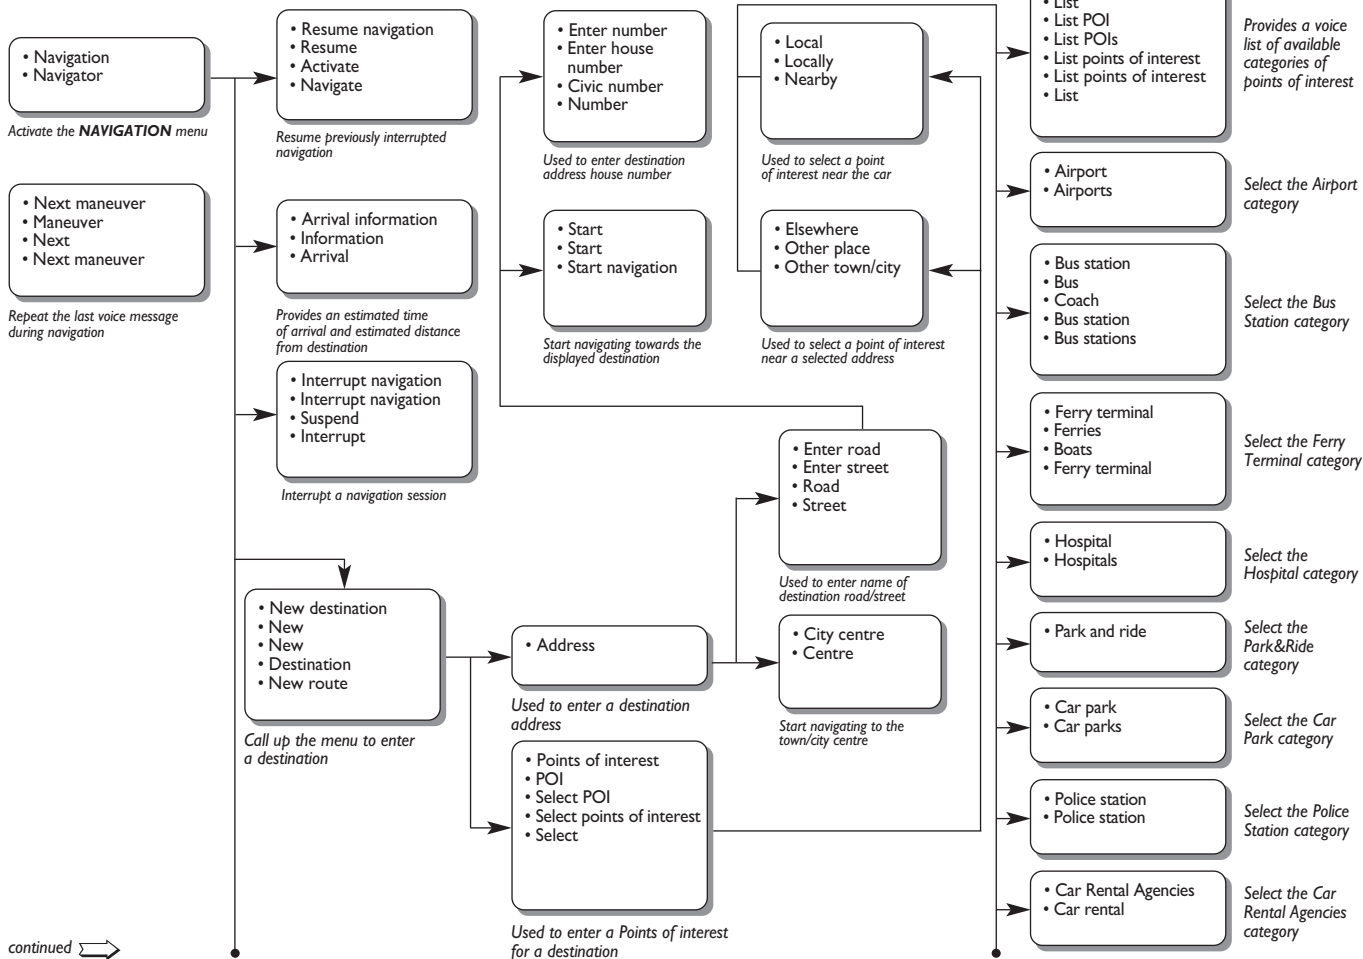 • Navigation
• Navigator
Activate the NAVIGATION menu
• Next maneuver
• Maneuver
• Next
• Next maneuver
Repeat the last voice message
during navigation
• Resume navigation
• Resume
• Activate
• Navigate
Resume previously interrupted
navigation
• Arrival information
• Information
• Arrival
Provides an estimated time
of arrival and estimated distance
from destination
• Interrupt navigation
• Interrupt navigation
• Suspend
• Interrupt
Interrupt a navigation session
• New destination
• New
• New
• Destination
• New route
Call up the menu to enter
a destination
• Enter number
• Enter house
number
• Civic number
• Number
Used to enter destination
address house number
• Start
• Start
• Start navigation
Start navigating towards the
displayed destination
• Address
Used to enter a destination
address
• Points of interest
• POI
• Select POI
• Select points of interest
• Select
Used to enter a Points of interest
for a destination
• Local
• Locally
• Nearby
Used to select a point
of interest near the car
• Elsewhere
• Other place
• Other town/city
Used to select a point of interest
near a selected address
• Enter road
• Enter street
• Road
• Street
Used to enter name of
destination road/street
• City centre
• Centre
Start navigating to the
town/city centre
• List
• List POI
• List POIs
• List points of interest
• List points of interest
• List
Provides a voice
list of available
categories of
points of interest
• Airport
• Airports
Select the Airport
category
• Bus station
• Bus
• Coach
• Bus station
• Bus stations
Select the Bus
Station category
• Ferry terminal
• Ferries
• Boats
• Ferry terminal
Select the Ferry
Terminal category
• Hospital
• Hospitals
Select the
Hospital category
• Park and ride
Select the
Park&Ride
category
• Car park
• Car parks
Select the Car
Park category
• Police station
• Police station
Select the Police
Station category
• Car Rental Agencies
• Car rental
Select the Car
Rental Agencies
category
continued